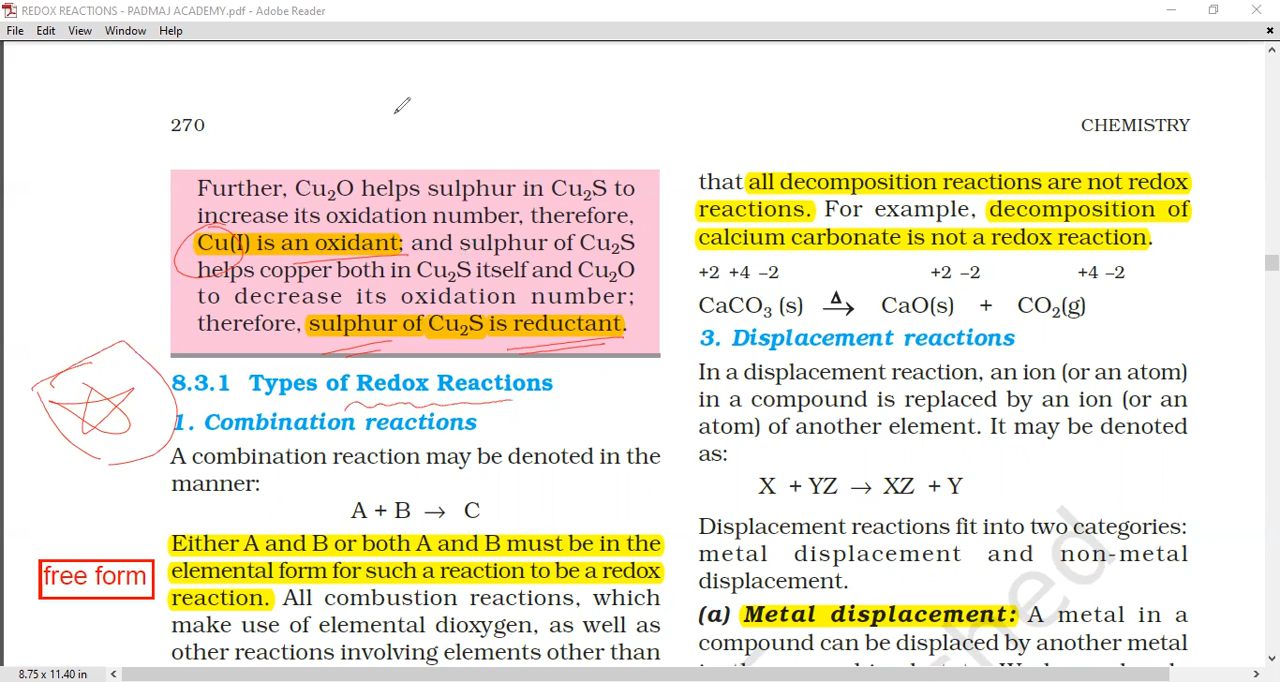 REDOX REACTIONS - PADMAJ ACADEMY.pdf - Adobe Reader
File Edit View Window Help
270
CHEMISTRY
Further, Cu₂O helps sulphur in Cu₂S to
increase its oxidation number, therefore,
Cu(I) is an oxidant; and sulphur of Cu₂S
helps copper both in Cu₂S itself and Cu₂O
to decrease its oxidation number;
therefore, sulphur of Cu₂S is reductant.
8.3.1 Types of Redox Reactions
1. Combination reactions
A combination reaction may be denoted in the
manner:
A + B → C
Either A and B or both A and B must be in the
elemental form for such a reaction to be a redox
reaction. All combustion reactions, which
make use of elemental dioxygen, as well as
other reactions involving elements other than
free form
that all decomposition reactions are not redox
reactions. For example, decomposition of
calcium carbonate is not a redox reaction.
+2 +4 –2 +2 –2 +4 –2
CaCO₃ (s) Δ→ CaO(s) + CO₂(g)
3. Displacement reactions
In a displacement reaction, an ion (or an atom)
in a compound is replaced by an ion (or an
atom) of another element. It may be denoted
as:
X + YZ → XZ + Y
Displacement reactions fit into two categories:
metal displacement and non-metal
displacement.
(a) Metal displacement: A metal in a
compound can be displaced by another metal
8.75 x 11.40 in